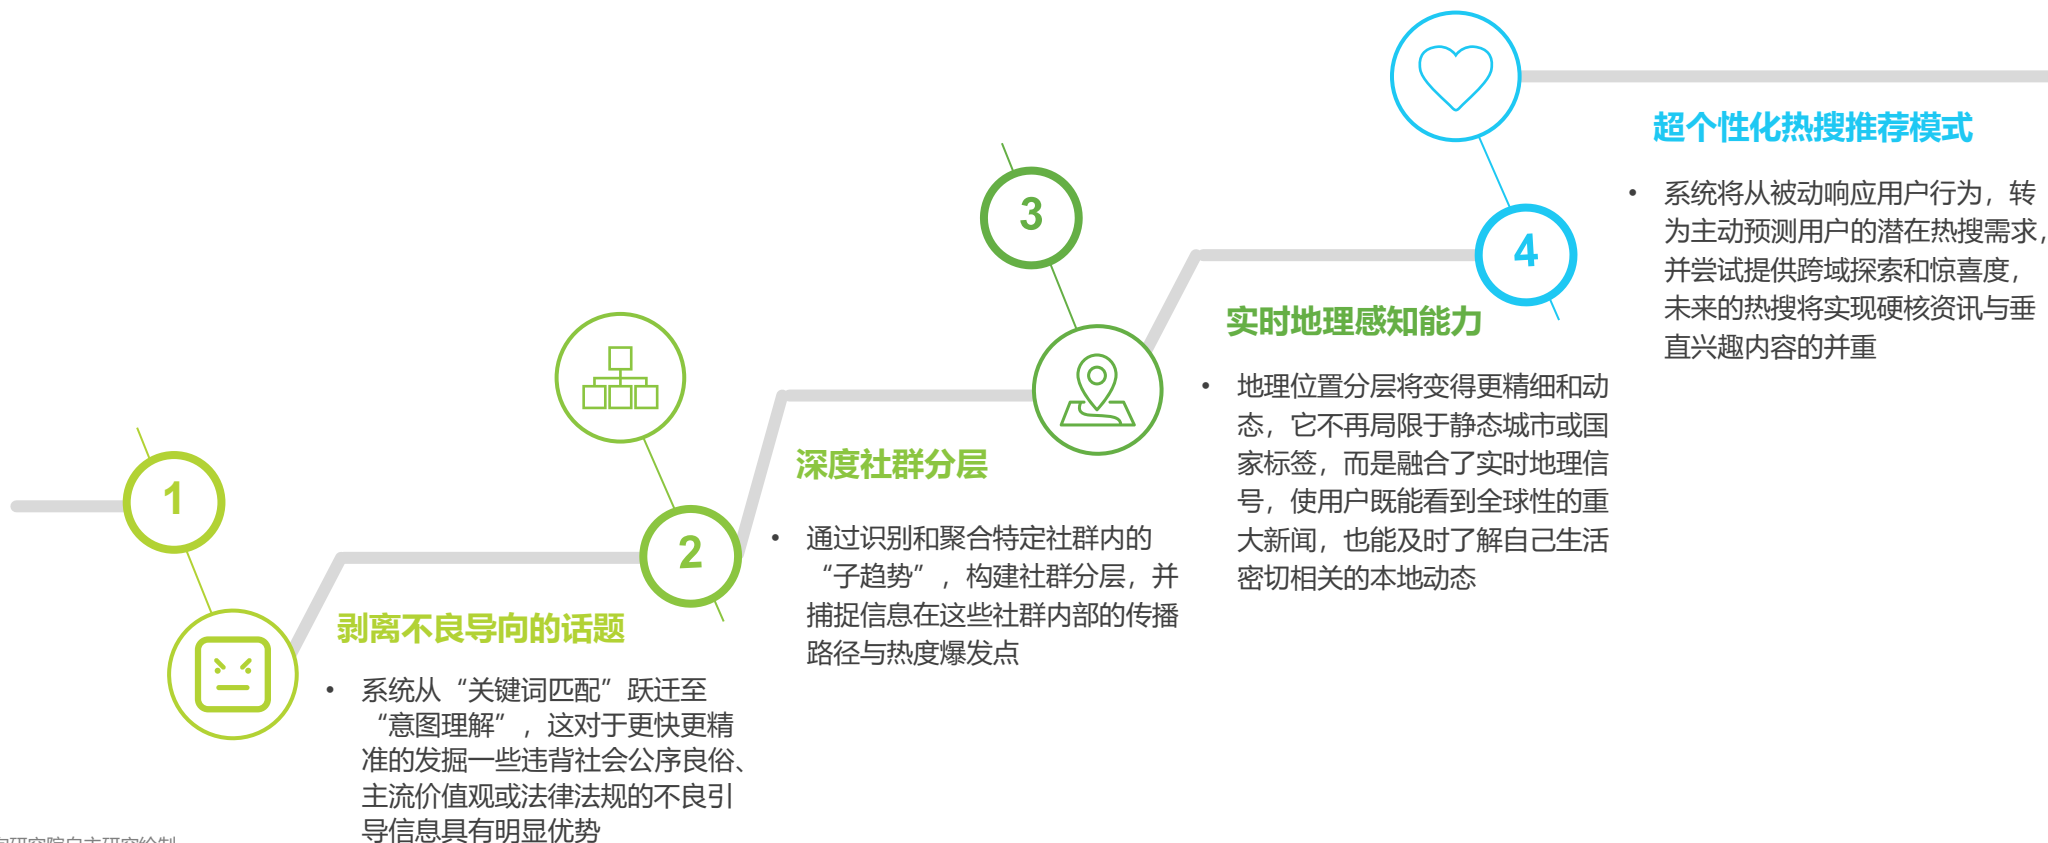 1
剥离不良导向的话题
• 系统从“关键词匹配”跃迁至
“意图理解”，这对于更快更精
准的发掘一些违背社会公序良俗、
主流价值观或法律法规的不良引
导信息具有明显优势
2
深度社群分层
• 通过识别和聚合特定社群内的
“子趋势”，构建社群分层，并
捕捉信息在这些社群内部的传播
路径与热度爆发点
3
实时地理感知能力
• 地理位置分层将变得更精细和动
态，它不再局限于静态城市或国
家标签，而是融合了实时地理信
号，使用户既能看到全球性的重
大新闻，也能及时了解自己生活
密切相关的本地动态
4
超个性化热搜推荐模式
• 系统将从被动响应用户行为，转
为主动预测用户的潜在热搜需求，
并尝试提供跨域探索和惊喜度，
未来的热搜将实现硬核资讯与垂
直兴趣内容的并重
研究院自主研究绘制